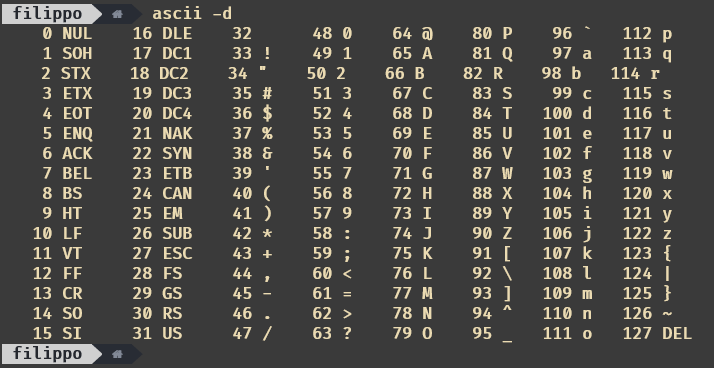 filippo ascii -d
0 NUL 16 DLE 32 48 0 64 @ 80 P 96 ` 112 p
1 SOH 17 DC1 33 ! 49 1 65 A 81 Q 97 a 113 q
2 STX 18 DC2 34 " 50 2 66 B 82 R 98 b 114 r
3 ETX 19 DC3 35 # 51 3 67 C 83 S 99 c 115 s
4 EOT 20 DC4 36 $ 52 4 68 D 84 T 100 d 116 t
5 ENQ 21 NAK 37 % 53 5 69 E 85 U 101 e 117 u
6 ACK 22 SYN 38 & 54 6 70 F 86 V 102 f 118 v
7 BEL 23 ETB 39 ' 55 7 71 G 87 W 103 g 119 w
8 BS 24 CAN 40 ( 56 8 72 H 88 X 104 h 120 x
9 HT 25 EM 41 ) 57 9 73 I 89 Y 105 i 121 y
10 LF 26 SUB 42 * 58 : 74 J 90 Z 106 j 122 z
11 VT 27 ESC 43 + 59 ; 75 K 91 [ 107 k 123 {
12 FF 28 FS 44 , 60 < 76 L 92 \ 108 l 124 |
13 CR 29 GS 45 - 61 = 77 M 93 ] 109 m 125 }
14 SO 30 RS 46 . 62 > 78 N 94 ^ 110 n 126 ~
15 SI 31 US 47 / 63 ? 79 O 95 _ 111 o 127 DEL
filippo